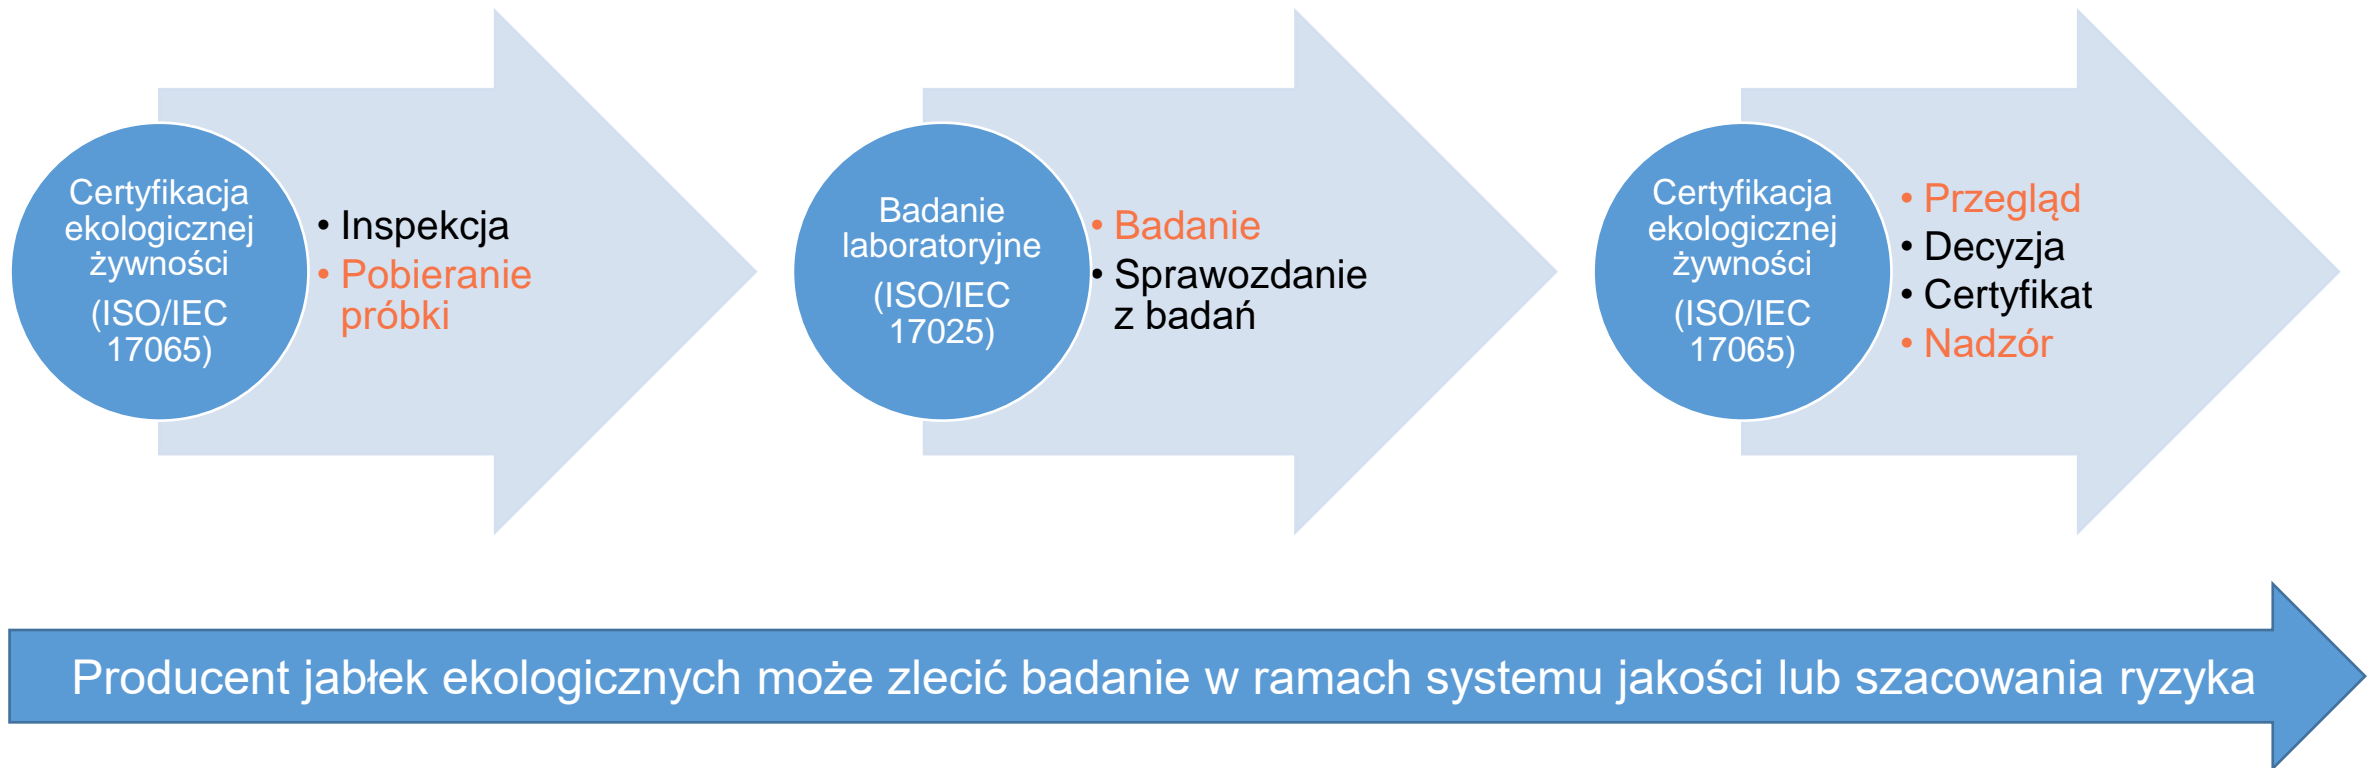 Certyfikacja
ekologicznej
żywności
(ISO/IEC
17065)
• Inspekcja
• Pobieranie
próbki
Badanie
laboratoryjne
(ISO/IEC
17025)
• Badanie
• Sprawozdanie
z badań
Certyfikacja
ekologicznej
żywności
(ISO/IEC
17065)
• Przegląd
• Decyzja
• Certyfikat
• Nadzór
Producent jabłek ekologicznych może zlecić badanie w ramach systemu jakości lub szacowania ryzyka